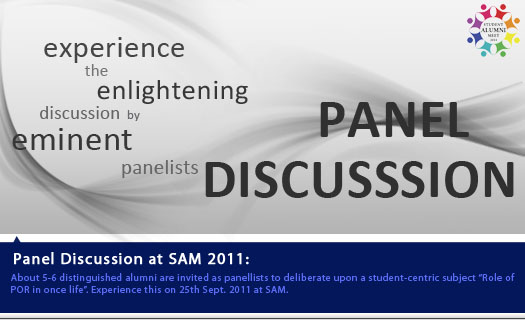 experience
the
enlightening
discussion by
eminent
panelists
STUDENT
ALUMNI
MEET
2011
PANEL
DISCUSSSION
Panel Discussion at SAM 2011:
About 5-6 distinguished alumni are invited as panellists to deliberate upon a student-centric subject “Role of
POR in once life”. Experience this on 25th Sept. 2011 at SAM.